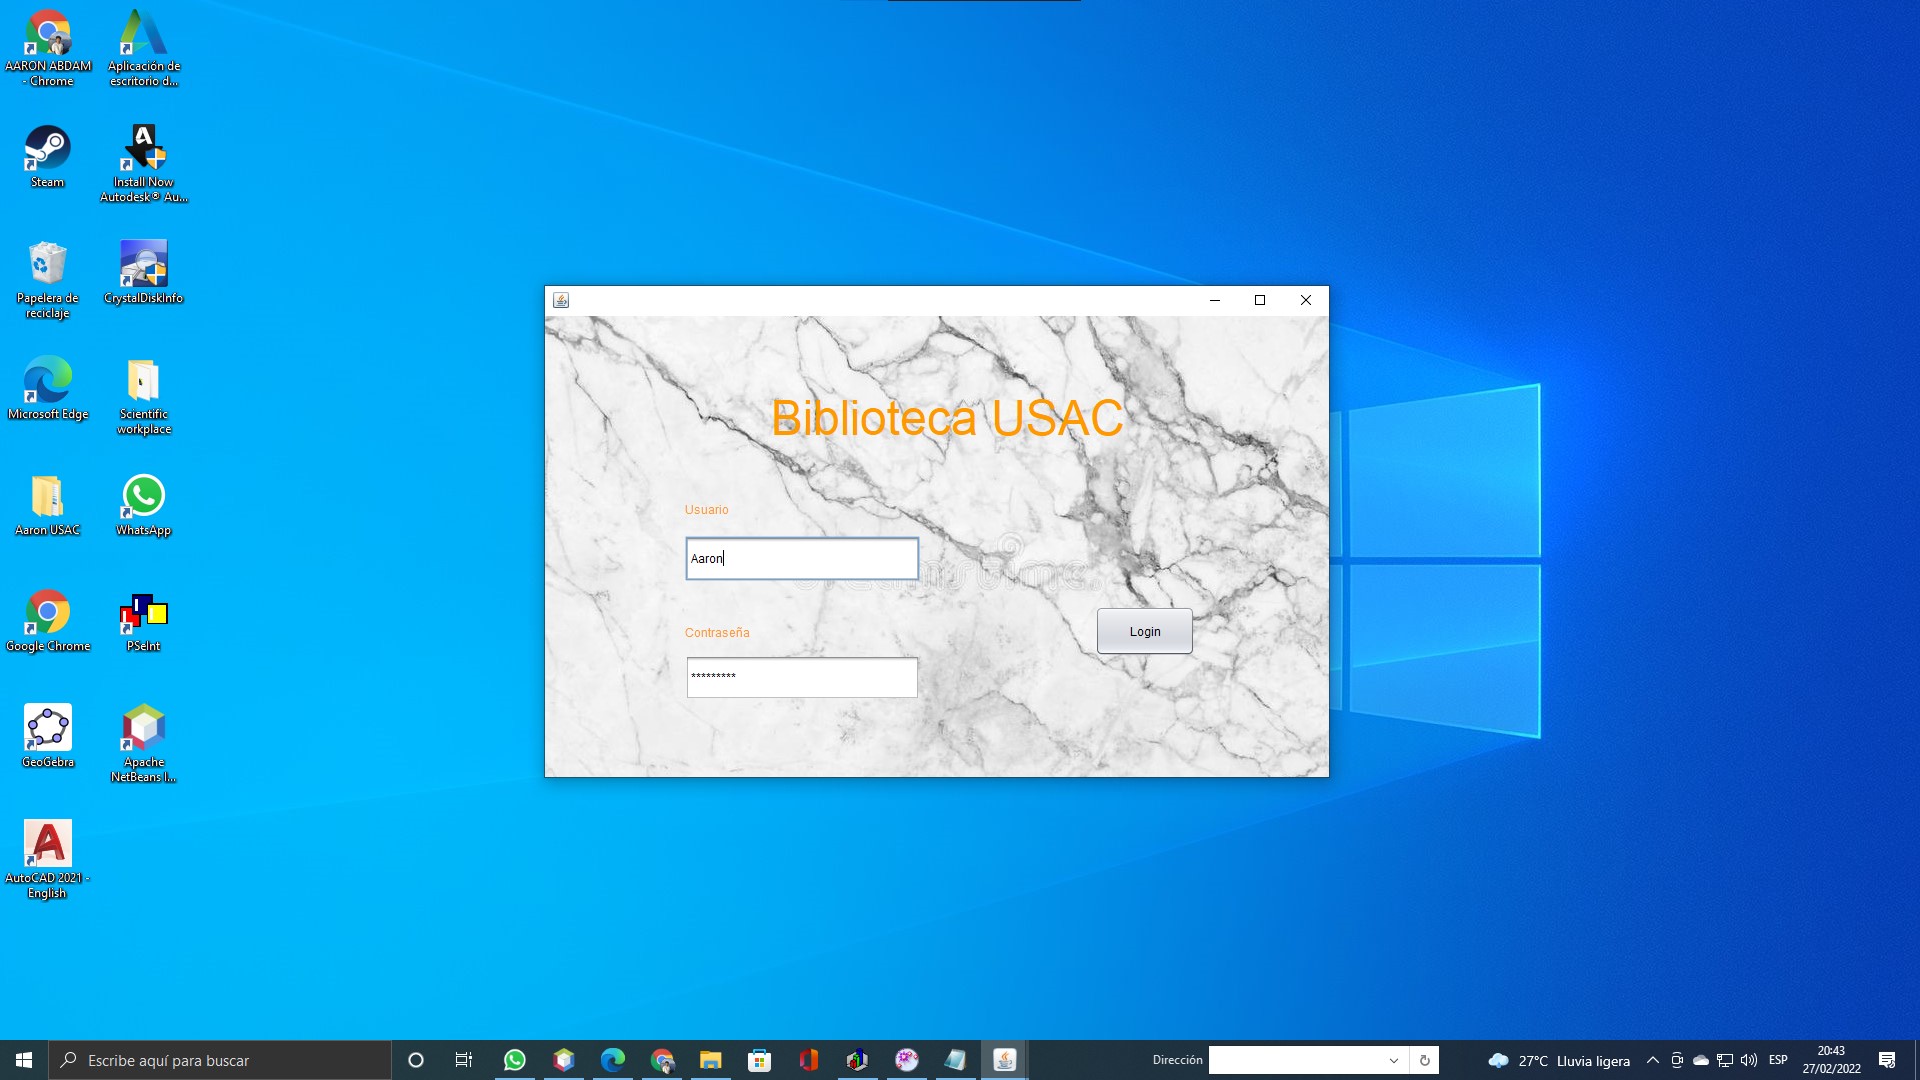 AARON ABDAM
- Chrome
Aplicación de
escritorio d...
Steam
Install Now
Autodesk® Au...
Papelera de
reciclaje
CrystalDiskInfo
Microsoft Edge
Scientific
workplace
Aaron USAC
WhatsApp
Google Chrome
PSeInt
GeoGebra
Apache
NetBeans I...
AutoCAD 2021 -
English
Biblioteca USAC
Usuario
Aaron
Contraseña
*********
Login
Escribe aquí para buscar
Dirección
27°C Lluvia ligera
ESP
20:43
27/02/2022